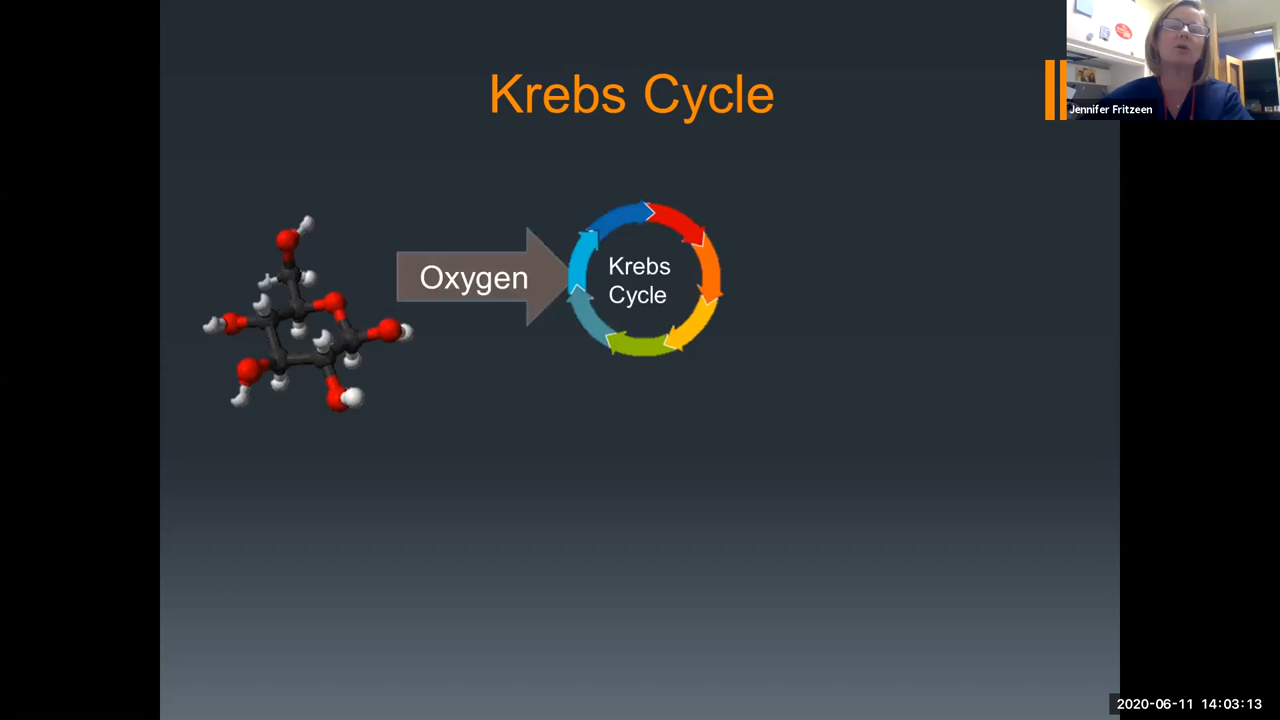 Krebs Cycle
Jennifer Fritzeen
Oxygen
Krebs
Cycle
2020-06-11 14:03:13